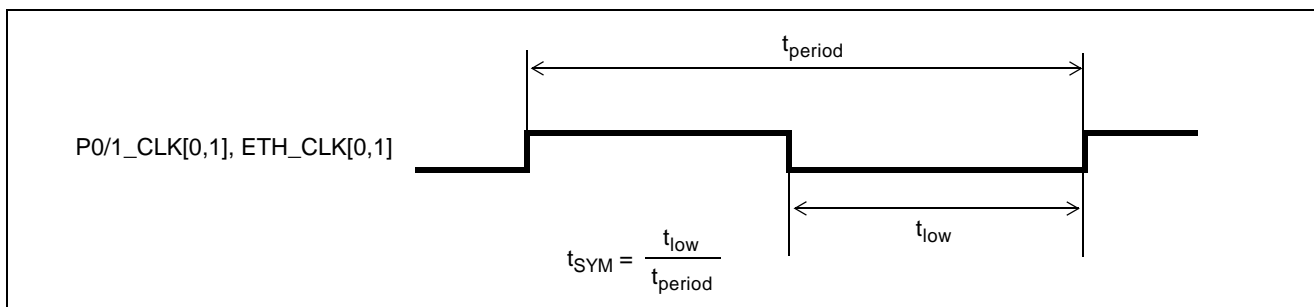 t_period
P0/1_CLK[0,1], ETH_CLK[0,1]
t_low
t_SYM = t_low / t_period